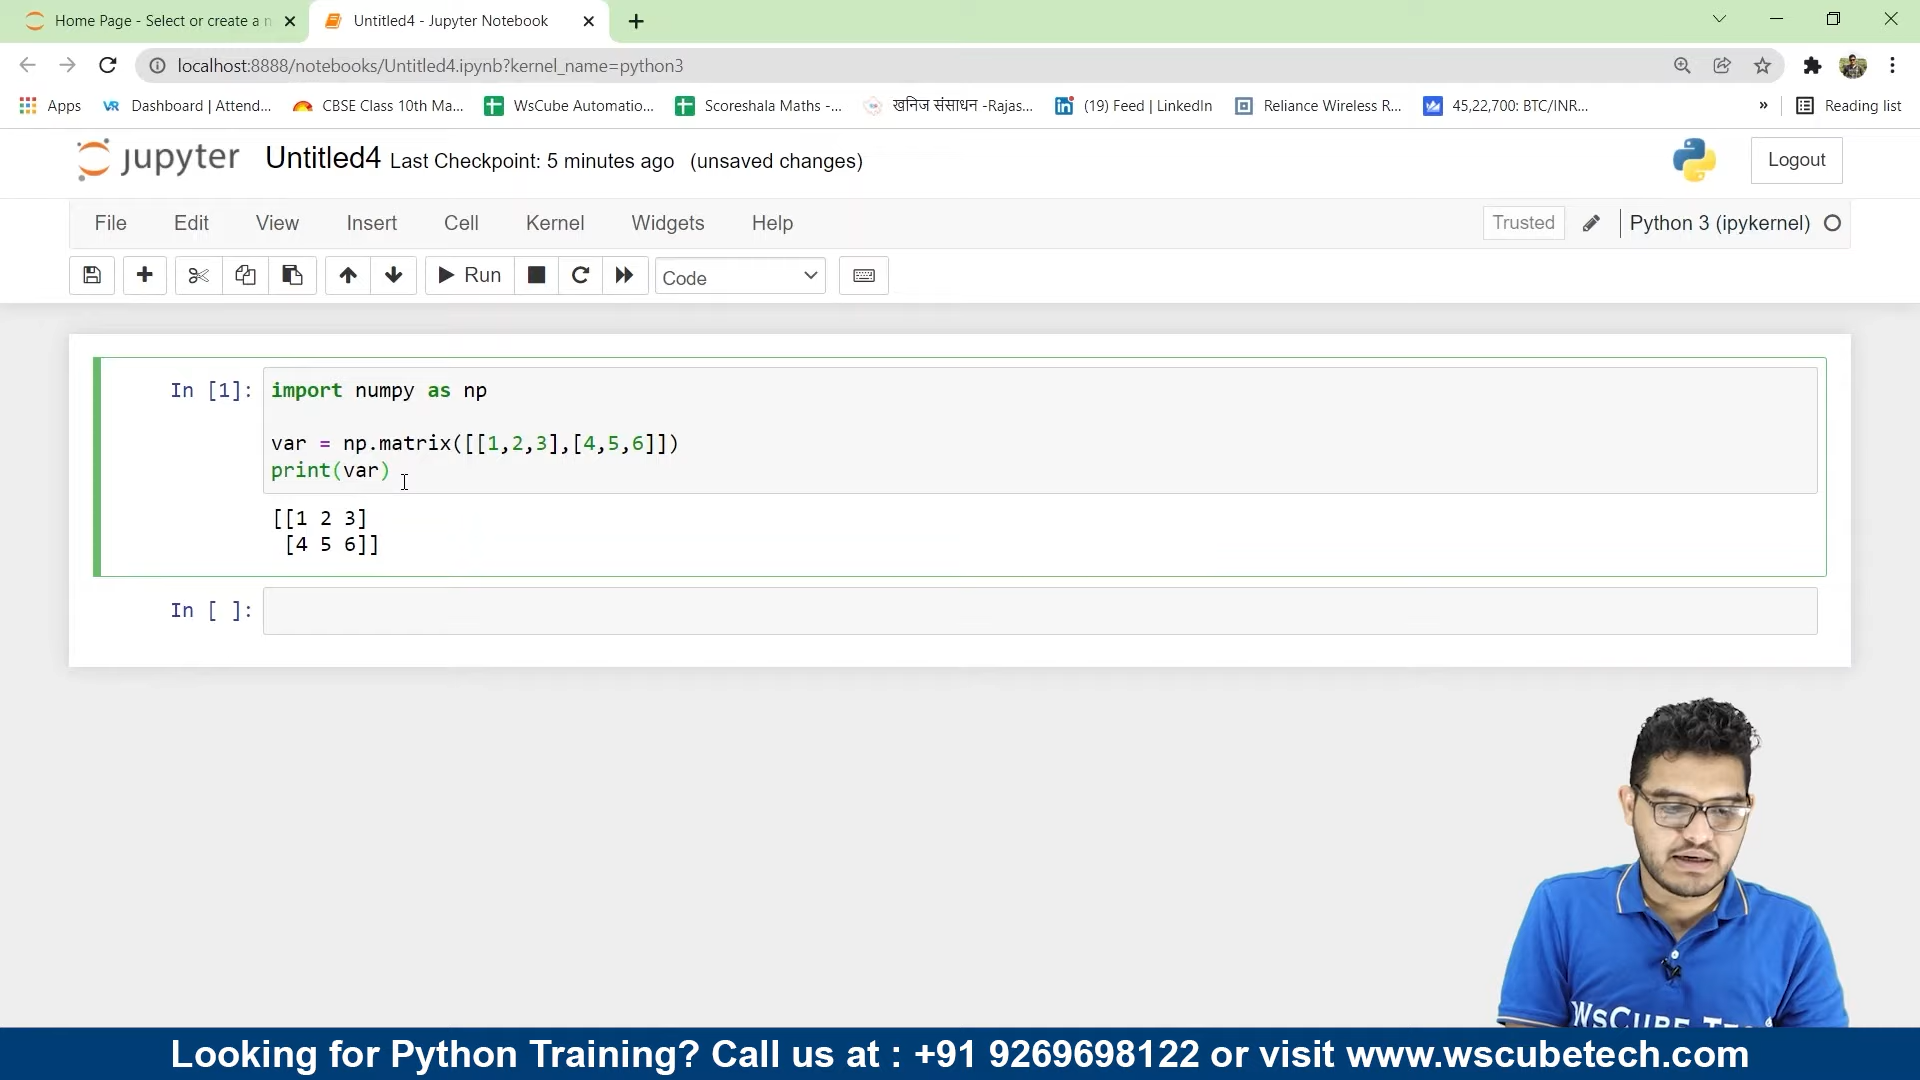 Home Page - Select or create a n
Untitled4 - Jupyter Notebook
localhost:8888/notebooks/Untitled4.ipynb?kernel_name=python3
Apps VR Dashboard | Attend... CBSE Class 10th Ma... WsCube Automatio... Scoreshala Maths -... खनिज संसाधन -Rajas... (19) Feed | LinkedIn Reliance Wireless R... 45,22,700: BTC/INR... » Reading list
jupyter Untitled4 Last Checkpoint: 5 minutes ago (unsaved changes) Logout
File Edit View Insert Cell Kernel Widgets Help Trusted Python 3 (ipykernel)
Run Code
In [1]: import numpy as np
var = np.matrix([[1,2,3],[4,5,6]])
print(var)
[[1 2 3]
[4 5 6]]
In [ ]:
WsCube Te
Looking for Python Training? Call us at : +91 9269698122 or visit www.wscubetech.com